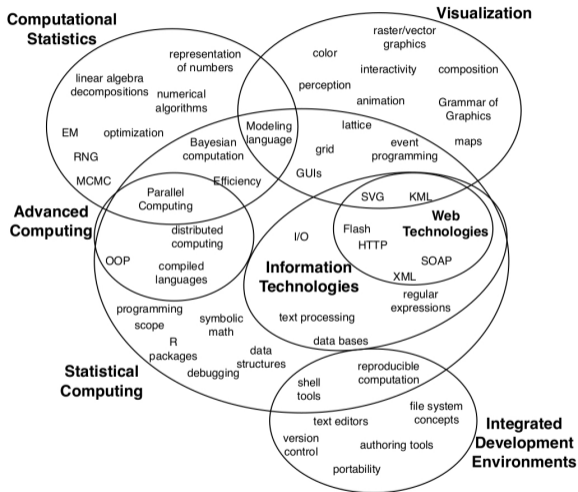 Computational
Statistics
Visualization
representation
of numbers
linear algebra
decompositions
numerical
algorithms
EM
optimization
RNG
MCMC
Bayesian
computation
Efficiency
Modeling
language
color
raster/vector
graphics
interactivity
composition
perception
animation
Grammar of
Graphics
lattice
grid
event
programming
maps
GUIs
Advanced
Computing
Parallel
Computing
distributed
computing
OOP
compiled
languages
SVG
KML
Web
Technologies
Flash
HTTP
SOAP
XML
I/O
Information
Technologies
regular
expressions
text processing
data bases
programming
scope
symbolic
math
R
packages
debugging
data
structures
Statistical
Computing
reproducible
computation
shell
tools
file system
concepts
text editors
version
control
authoring tools
portability
Integrated
Development
Environments